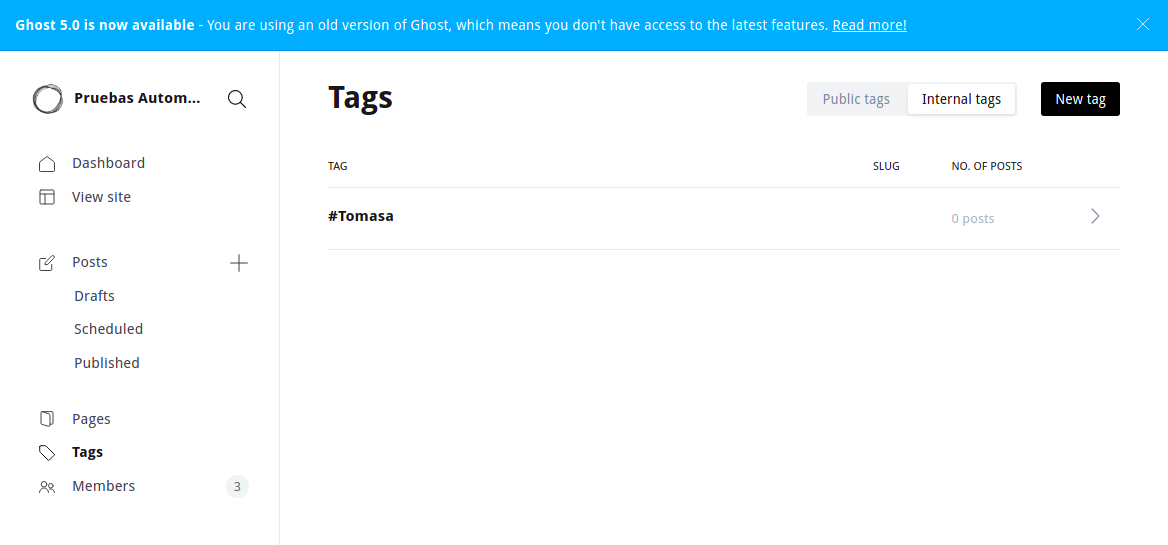 Ghost 5.0 is now available - You are using an old version of Ghost, which means you don't have access to the latest features. Read more!
Pruebas Autom...
Dashboard
View site
Posts
Drafts
Scheduled
Published
Pages
Tags
Members 3
Tags
Public tags Internal tags New tag
TAG SLUG NO. OF POSTS
#Tomasa 0 posts